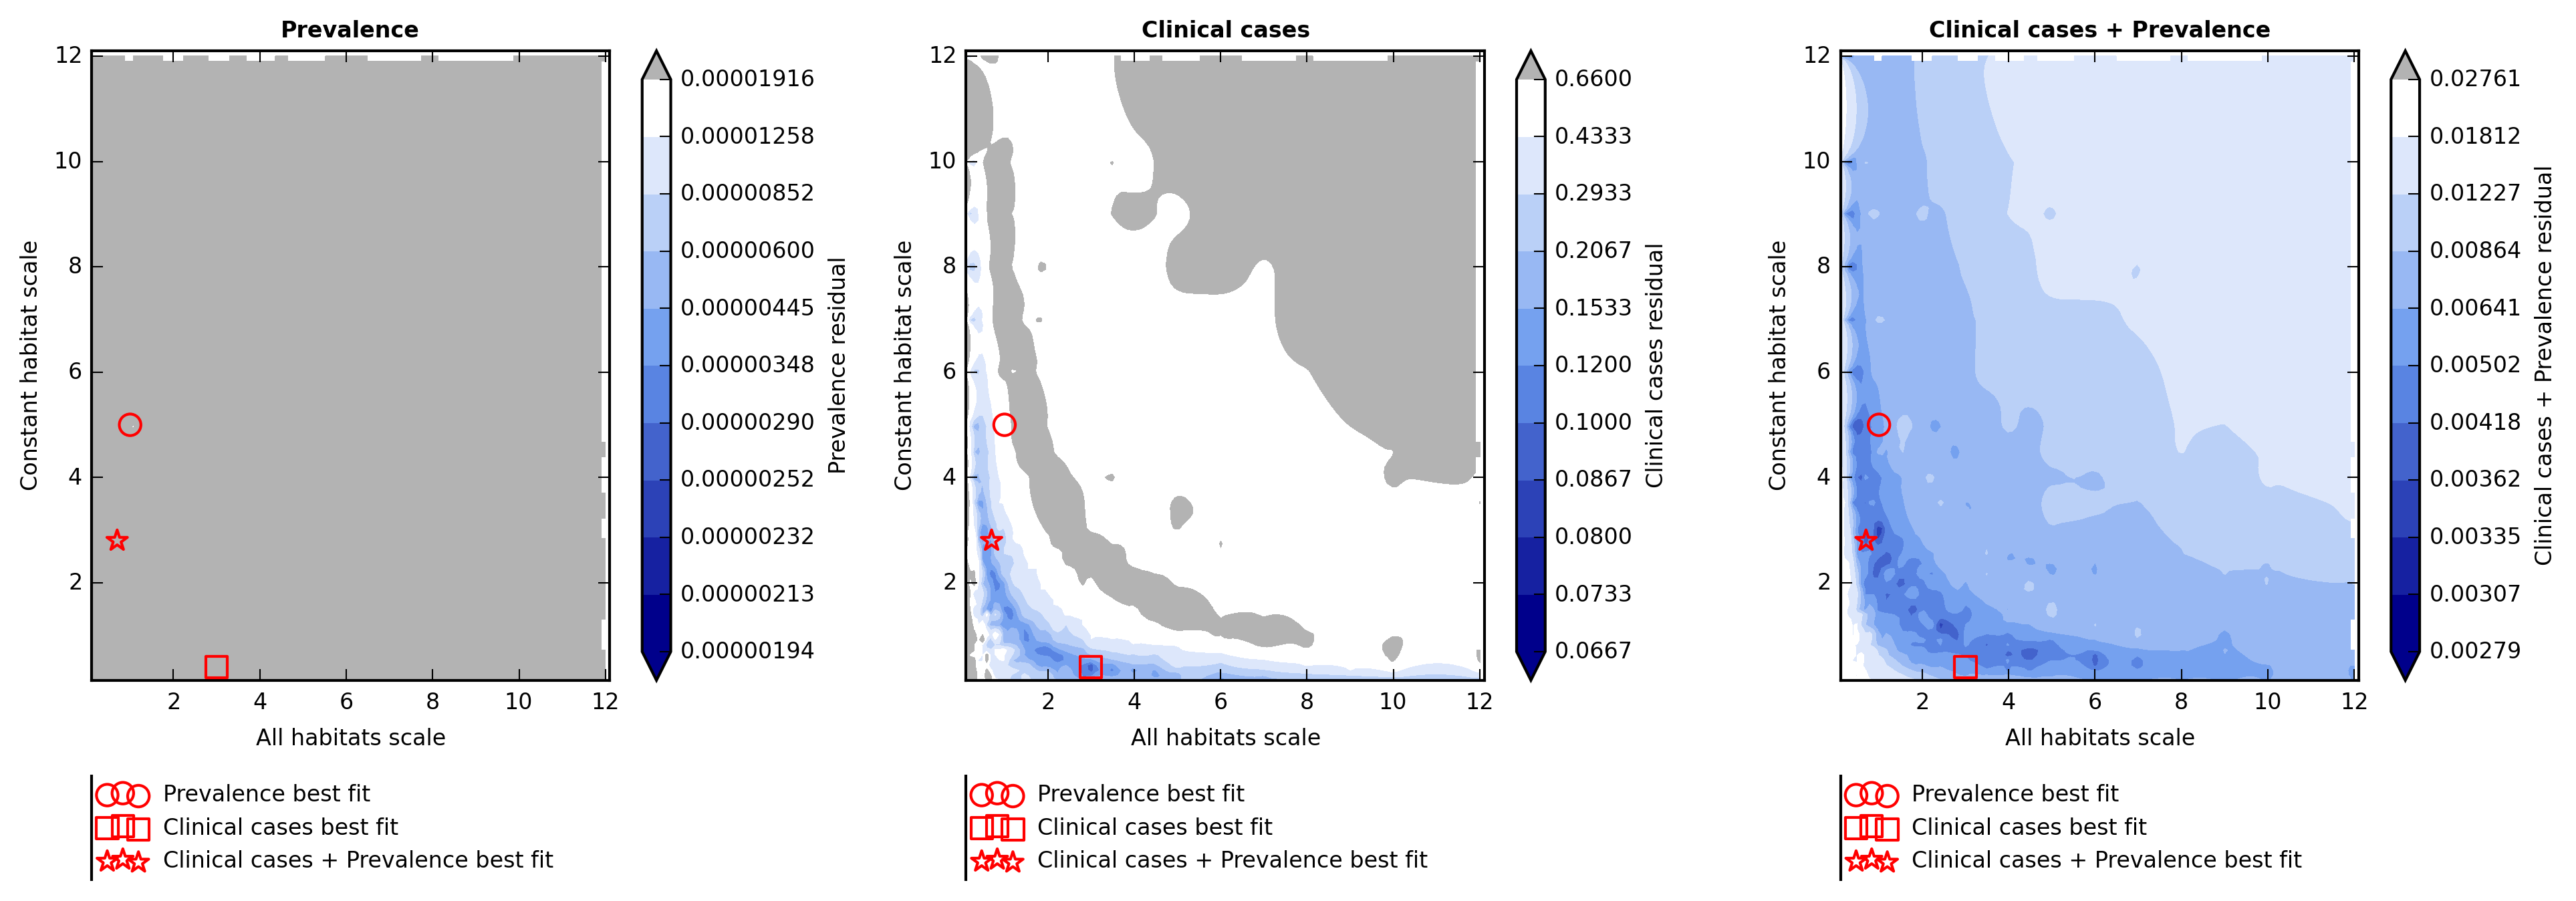 Prevalence
Constant habitat scale
12
10
8
6
4
2
2 4 6 8 10 12
All habitats scale
0.00001916
0.00001258
0.00000852
0.00000600
0.00000445
0.00000348
0.00000290
0.00000252
0.00000232
0.00000213
0.00000194
Prevalence residual
Prevalence best fit
Clinical cases best fit
Clinical cases + Prevalence best fit
Clinical cases
Constant habitat scale
12
10
8
6
4
2
2 4 6 8 10 12
All habitats scale
0.6600
0.4333
0.2933
0.2067
0.1533
0.1200
0.1000
0.0867
0.0800
0.0733
0.0667
Clinical cases residual
Prevalence best fit
Clinical cases best fit
Clinical cases + Prevalence best fit
Clinical cases + Prevalence
Constant habitat scale
12
10
8
6
4
2
2 4 6 8 10 12
All habitats scale
0.02761
0.01812
0.01227
0.00864
0.00641
0.00502
0.00418
0.00362
0.00335
0.00307
0.00279
Clinical cases + Prevalence residual
Prevalence best fit
Clinical cases best fit
Clinical cases + Prevalence best fit